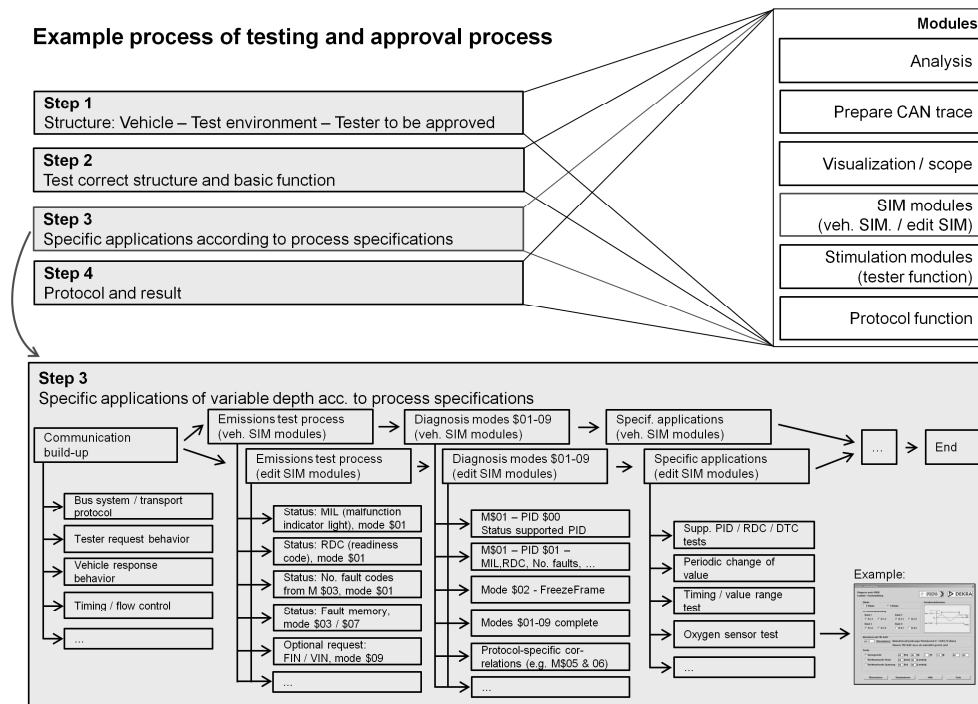 Example process of testing and approval process
Modules
Analysis
Prepare CAN trace
Visualization / scope
SIM modules
(veh. SIM. / edit SIM)
Stimulation modules
(tester function)
Protocol function
Step 1
Structure: Vehicle – Test environment – Tester to be approved
Step 2
Test correct structure and basic function
Step 3
Specific applications according to process specifications
Step 4
Protocol and result
Step 3
Specific applications of variable depth acc. to process specifications
Communication
build-up
Bus system / transport
protocol
Tester request behavior
Vehicle response
behavior
Timing / flow control
...
Emissions test process
(veh. SIM modules)
Emissions test process
(edit SIM modules)
Status: MIL (malfunction
indicator light), mode $01
Status: RDC (readiness
code), mode $01
Status: No. fault codes
from M $03, mode $01
Status: Fault memory,
mode $03 / $07
Optional request:
FIN / VIN, mode $09
...
Diagnosis modes $01-09
(veh. SIM modules)
Diagnosis modes $01-09
(edit SIM modules)
M$01 – PID $00
Status supported PID
M$01 – PID $01 –
MIL,RDC, No. faults, ...
Mode $02 - FreezeFrame
Modes $01-09 complete
Protocol-specific cor-
relations (e.g. M$05 & 06)
...
Specif. applications
(veh. SIM modules)
Specific applications
(edit SIM modules)
Supp. PID / RDC / DTC
tests
Periodic change of
value
Timing / value range
test
Oxygen sensor test
...
...
End
Example:
DEKRA